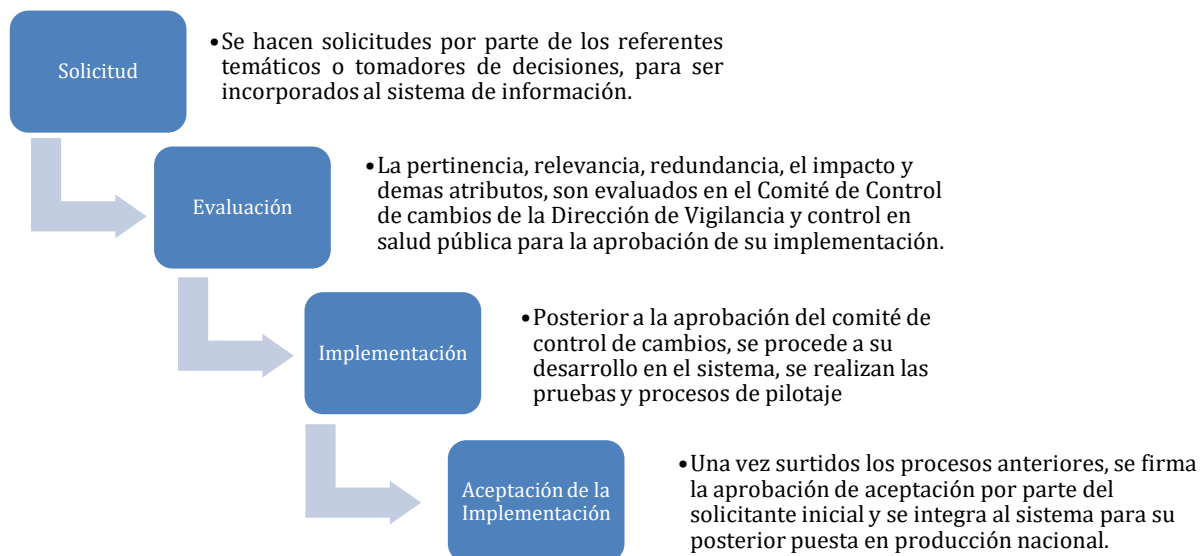 Solicitud
•Se hacen solicitudes por parte de los referentes
temáticos o tomadores de decisiones, para ser
incorporados al sistema de información.
Evaluación
•La pertinencia, relevancia, redundancia, el impacto y
demas atributos, son evaluados en el Comité de Control
de cambios de la Dirección de Vigilancia y control en
salud pública para la aprobación de su implementación.
Implementación
•Posterior a la aprobación del comité de
control de cambios, se procede a su
desarrollo en el sistema, se realizan las
pruebas y procesos de pilotaje
Aceptación de la
Implementación
•Una vez surtidos los procesos anteriores, se firma
la aprobación de aceptación por parte del
solicitante inicial y se integra al sistema para su
posterior puesta en producción nacional.